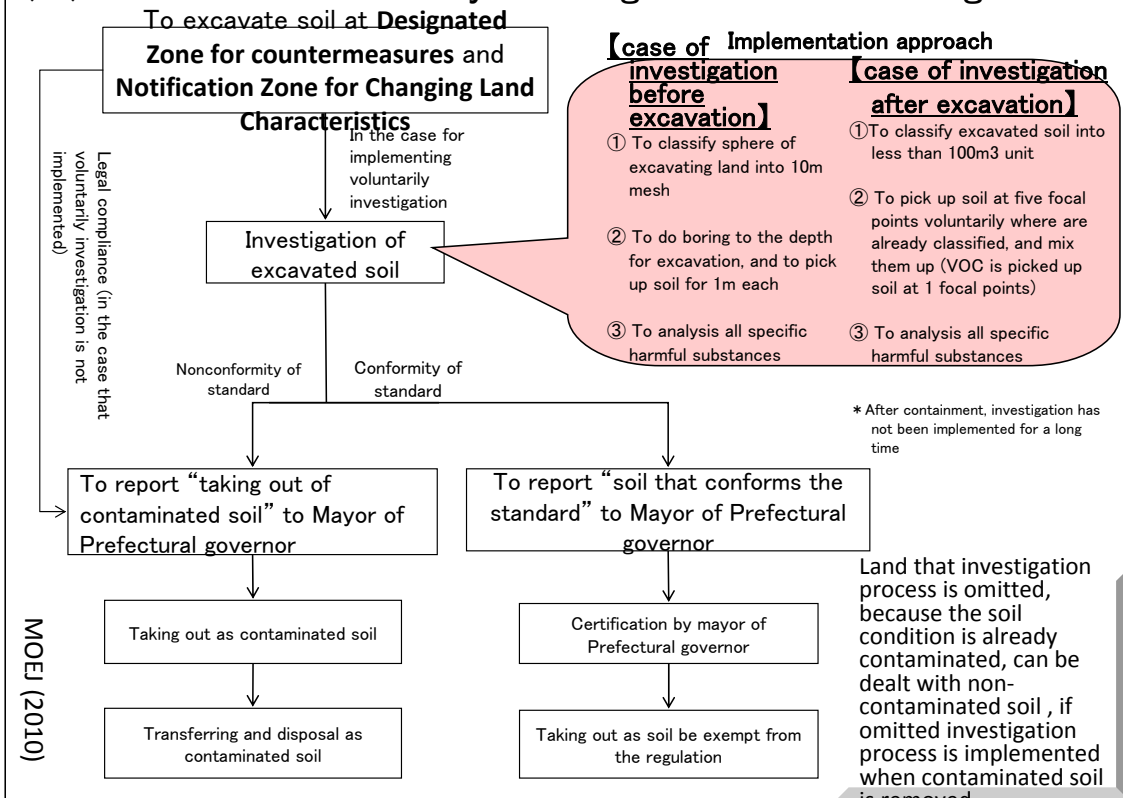 To excavate soil at Designated
Zone for countermeasures and
Notification Zone for Changing Land
Characteristics
Implementation approach
【case of
investigation
before
excavation】
① To classify sphere of
excavating land into 10m
mesh
② To do boring to the depth
for excavation, and to pick
up soil for 1m each
③ To analysis all specific
harmful substances
【case of investigation
after excavation】
①To classify excavated soil into
less than 100m3 unit
② To pick up soil at five focal
points voluntarily where are
already classified, and mix
them up (VOC is picked up
soil at 1 focal points)
③ To analysis all specific
harmful substances
In the case for
implementing
voluntarily
investigation
Legal compliance (in the case that
voluntarily investigation is not
implemented)
Investigation of
excavated soil
Nonconformity of
standard
Conformity of
standard
* After containment, investigation has
not been implemented for a long
time
To report “taking out of
contaminated soil” to Mayor of
Prefectural governor
To report “soil that conforms the
standard” to Mayor of Prefectural
governor
Taking out as contaminated soil
Certification by mayor of
Prefectural governor
Transferring and disposal as
contaminated soil
Taking out as soil be exempt from
the regulation
Land that investigation
process is omitted,
because the soil
condition is already
contaminated, can be
dealt with non-
contaminated soil , if
omitted investigation
process is implemented
when contaminated soil
is removed
MOEJ (2010)